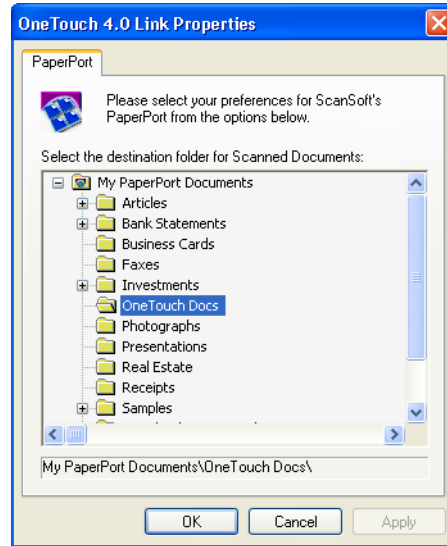 OneTouch 4.0 Link Properties
PaperPort
Please select your preferences for ScanSoft's
PaperPort from the options below.
Select the destination folder for Scanned Documents:
My PaperPort Documents
Articles
Bank Statements
Business Cards
Faxes
Investments
OneTouch Docs
Photographs
Presentations
Real Estate
Receipts
Samples
My PaperPort Documents\OneTouch Docs\
OK Cancel Apply